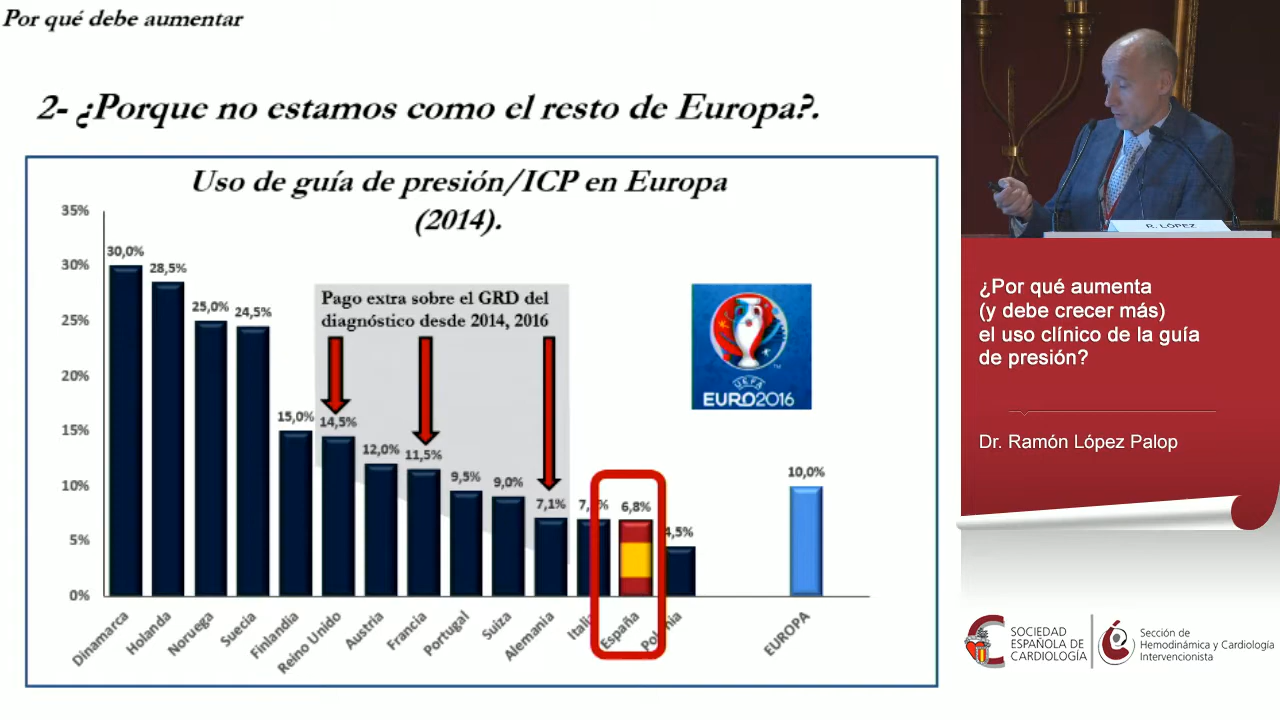 Por qué debe aumentar
2- ¿Porque no estamos como el resto de Europa?.
Uso de guía de presión/ICP en Europa
(2014).
35%
30%
25%
20%
15%
10%
5%
0%
30,0%
28,5%
25,0%
24,5%
15,0%
14,5%
12,0%
11,5%
9,5%
9,0%
7,1%
6,8%
4,5%
10,0%
Pago extra sobre el GRD del
diagnóstico desde 2014, 2016
UEFA
EURO2016
TM
Dinamarca
Holanda
Noruega
Suecia
Finlandia
Reino Unido
Austria
Francia
Portugal
Suiza
Alemania
España
EUROPA
R. LÓPEZ
¿Por qué aumenta
(y debe crecer más)
el uso clínico de la guía
de presión?
Dr. Ramón López Palop
SOCIEDAD
ESPAÑOLA DE
CARDIOLOGÍA
Sección de
Hemodinámica y Cardiología
Intervencionista